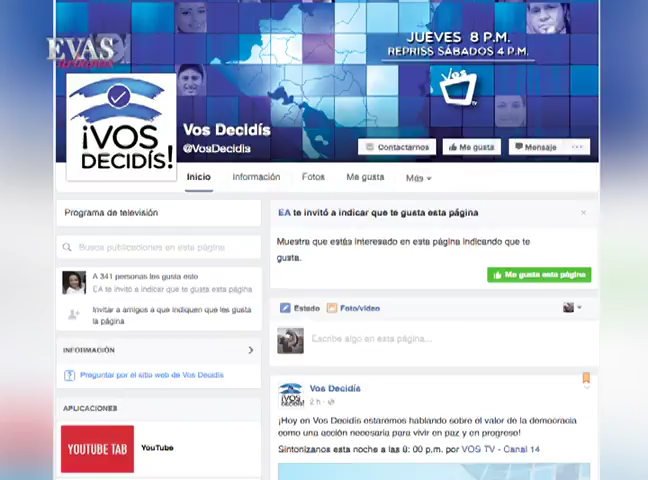 JUEVES 8 P.M.
REPRISS SÁBADOS 4 P.M.
EVAS
Vos
TV
¡VOS
DECIDÍS!
Vos Decidís
@VosDecidis
Contactarnos
Me gusta
Mensaje
Inicio
Información
Fotos
Me gusta
Más
Programa de televisión
EA te invitó a indicar que te gusta esta página
Busca publicaciones en esta página
Muestra que estás interesado en esta página indicando que te
gusta.
A 341 personas les gusta esto
EA te invitó a indicar que te gusta esta página
Me gusta esta página
Invitar a amigos a que indiquen que les gusta
la página
Estado
Foto/video
Escribe algo en esta página...
INFORMACIÓN
Preguntar por el sitio web de Vos Decidís
APLICACIONES
YOUTUBE TAB
YouTube
¡VOS
DECIDÍS!
Vos Decidís
2 h
¡Hoy en Vos Decidís estaremos hablando sobre el valor de la democracia
como una acción necesaria para vivir en paz y en progreso!
Sintonízanos esta noche a las 8: 00 p.m. por VOS TV - Canal 14